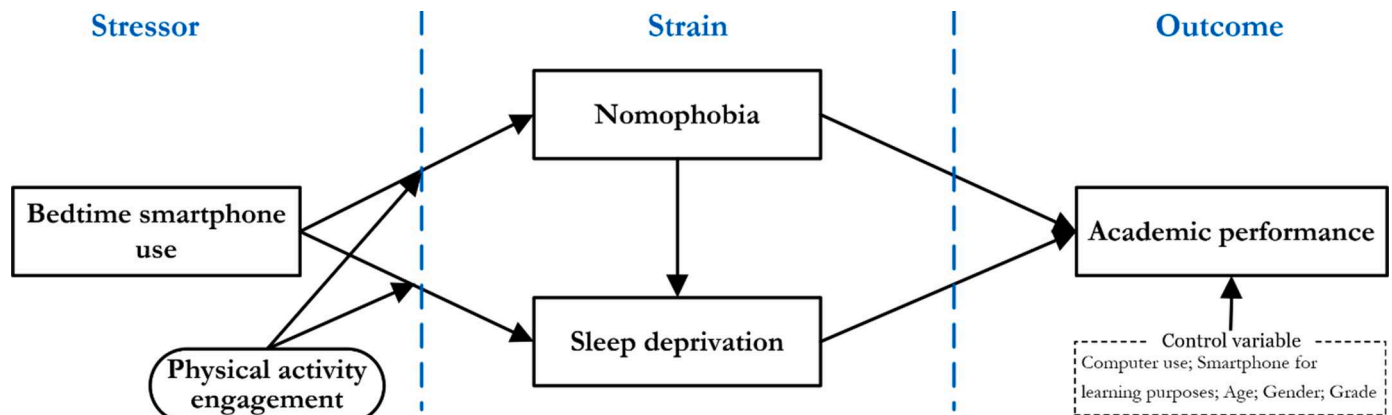 Stressor
Strain
Outcome
Nomophobia
Bedtime smartphone
use
Academic performance
Sleep deprivation
Physical activity
engagement
Control variable
Computer use; Smartphone for
learning purposes; Age; Gender; Grade